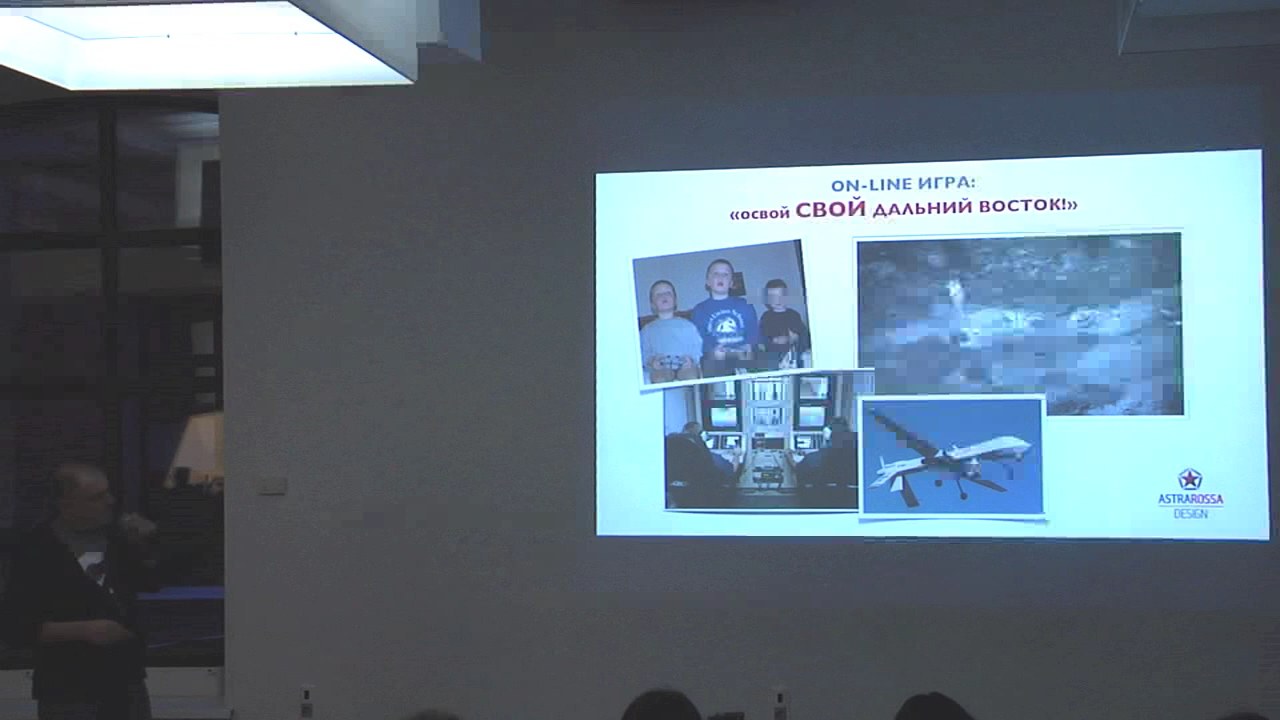 ON-LINE ИГРА:
«освой СВОЙ ДАЛЬНИЙ ВОСТОК!»
ASTRAROSSA
DESIGN